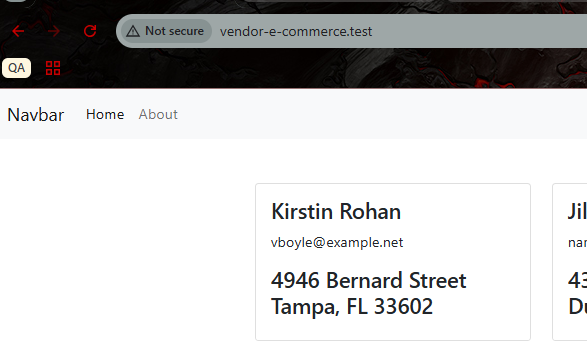 Not secure vendor-e-commerce.test
QA
Navbar Home About
Kirstin Rohan
vboyle@example.net
4946 Bernard Street
Tampa, FL 33602